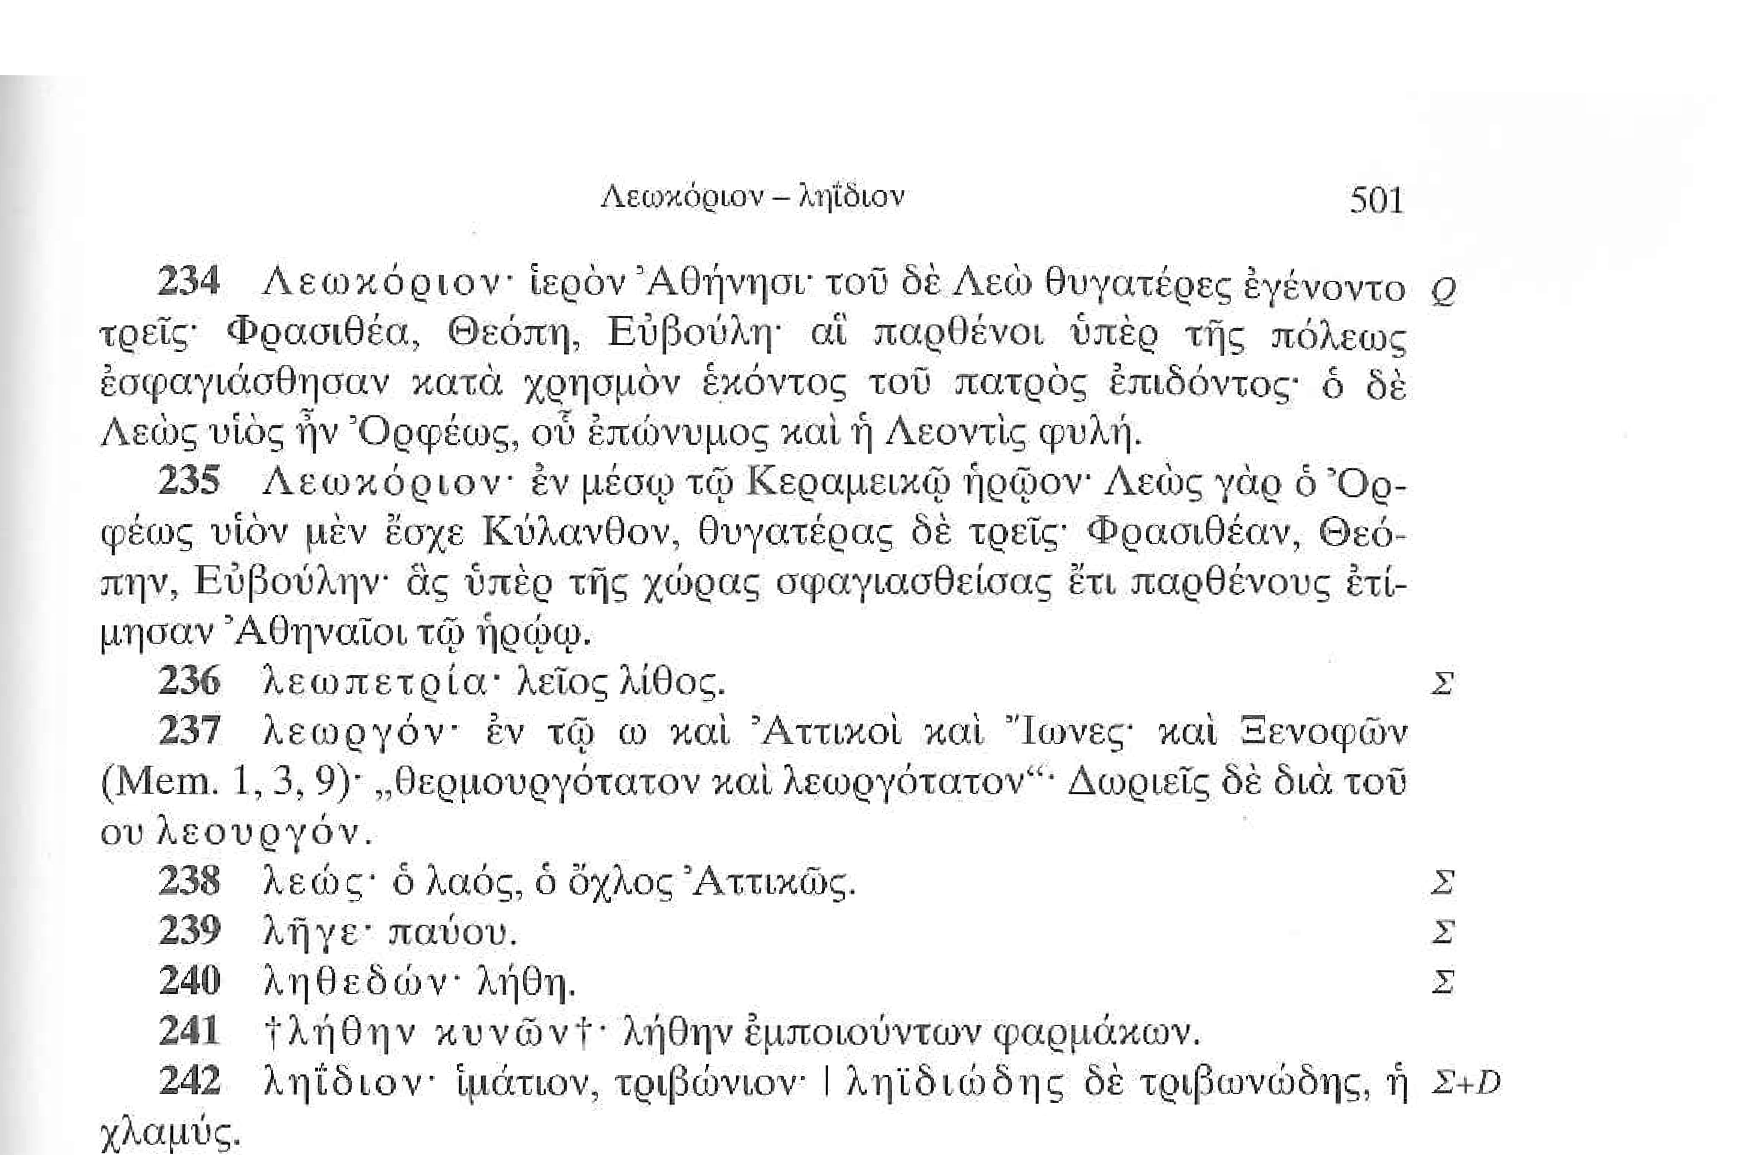 Λεωκόριον – ληΐδιον 501
234 Λεωκόριον· ἱερὸν Ἀθήνησι· τοῦ δὲ Λεὼ θυγατέρες ἐγένοντο Q
τρεῖς· Φρασιθέα, Θεόπη, Εὐβούλη· αἳ παρθένοι ὑπὲρ τῆς πόλεως
ἐσφαγιάσθησαν κατὰ χρησμὸν ἑκόντος τοῦ πατρὸς ἐπιδόντος· ὁ δὲ
Λεὼς υἱὸς ἦν Ὀρφέως, οὗ ἐπώνυμος καὶ ἡ Λεοντὶς φυλή.
235 Λεωκόριον· ἐν μέσῳ τῷ Κεραμεικῷ ἡρῷον· Λεὼς γὰρ ὁ Ὀρ-
φέως υἱὸν μὲν ἔσχε Κύλανθον, θυγατέρας δὲ τρεῖς· Φρασιθέαν, Θεό-
πην, Εὐβούλην· ἃς ὑπὲρ τῆς χώρας σφαγιασθείσας ἔτι παρθένους ἐτί-
μησαν Ἀθηναῖοι τῷ ἡρῴῳ.
236 λεωπετρία· λεῖος λίθος. Σ
237 λεωργόν· ἐν τῷ ω καὶ Ἀττικοὶ καὶ Ἴωνες· καὶ Ξενοφῶν
(Mem. 1, 3, 9)· „θερμουργότατον καὶ λεωργότατον“· Δωριεῖς δὲ διὰ τοῦ
ου λεουργόν.
238 λεώς· ὁ λαός, ὁ ὄχλος Ἀττικῶς. Σ
239 λῆγε· παύου. Σ
240 ληθεδών· λήθη. Σ
241 †λήθην κυνῶν†· λήθην ἐμποιούντων φαρμάκων.
242 ληΐδιον· ἱμάτιον, τριβώνιον· | ληϊδιώδης δὲ τριβωνώδης, ἡ Σ+D
χλαμύς.